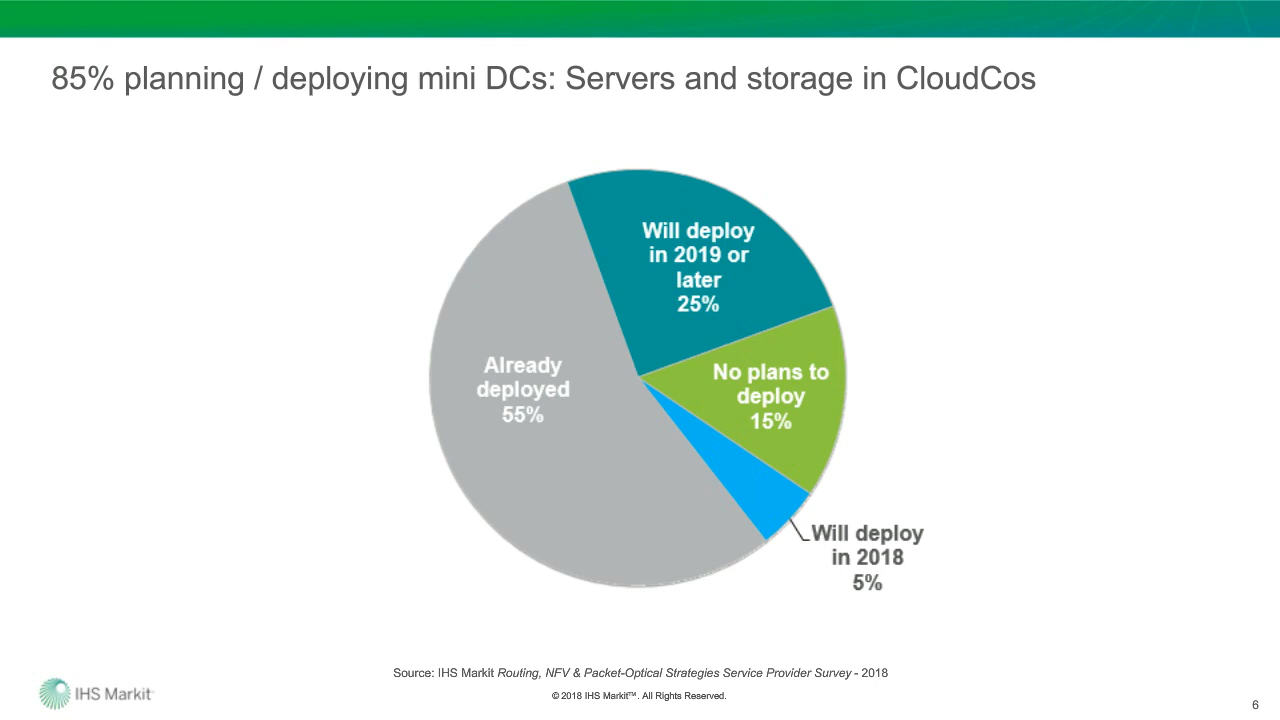 85% planning / deploying mini DCs: Servers and storage in CloudCos
Will deploy
in 2019 or
later
25%
Already
deployed
55%
No plans to
deploy
15%
Will deploy
in 2018
5%
Source: IHS Markit Routing, NFV & Packet-Optical Strategies Service Provider Survey - 2018
© 2018 IHS Markit™. All Rights Reserved.
IHS Markit
6